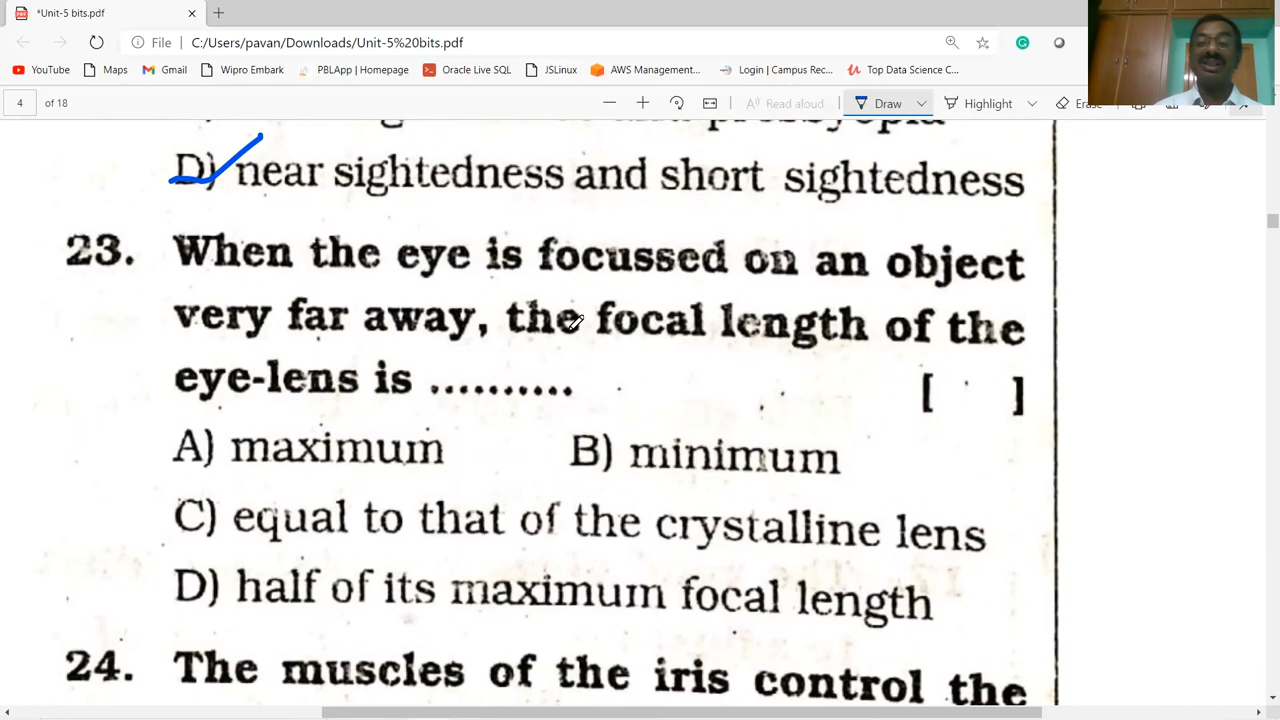 *Unit-5 bits.pdf
File C:/Users/pavan/Downloads/Unit-5%20bits.pdf
YouTube Maps Gmail Wipro Embark PBLApp | Homepage Oracle Live SQL JSLinux AWS Management... Login | Campus Rec... Top Data Science C...
4 of 18 Read aloud Draw Highlight Erase
D) near sightedness and short sightedness
23. When the eye is focussed on an object
very far away, the focal length of the
eye-lens is .......... [ ]
A) maximum B) minimum
C) equal to that of the crystalline lens
D) half of its maximum focal length
24. The muscles of the iris control the